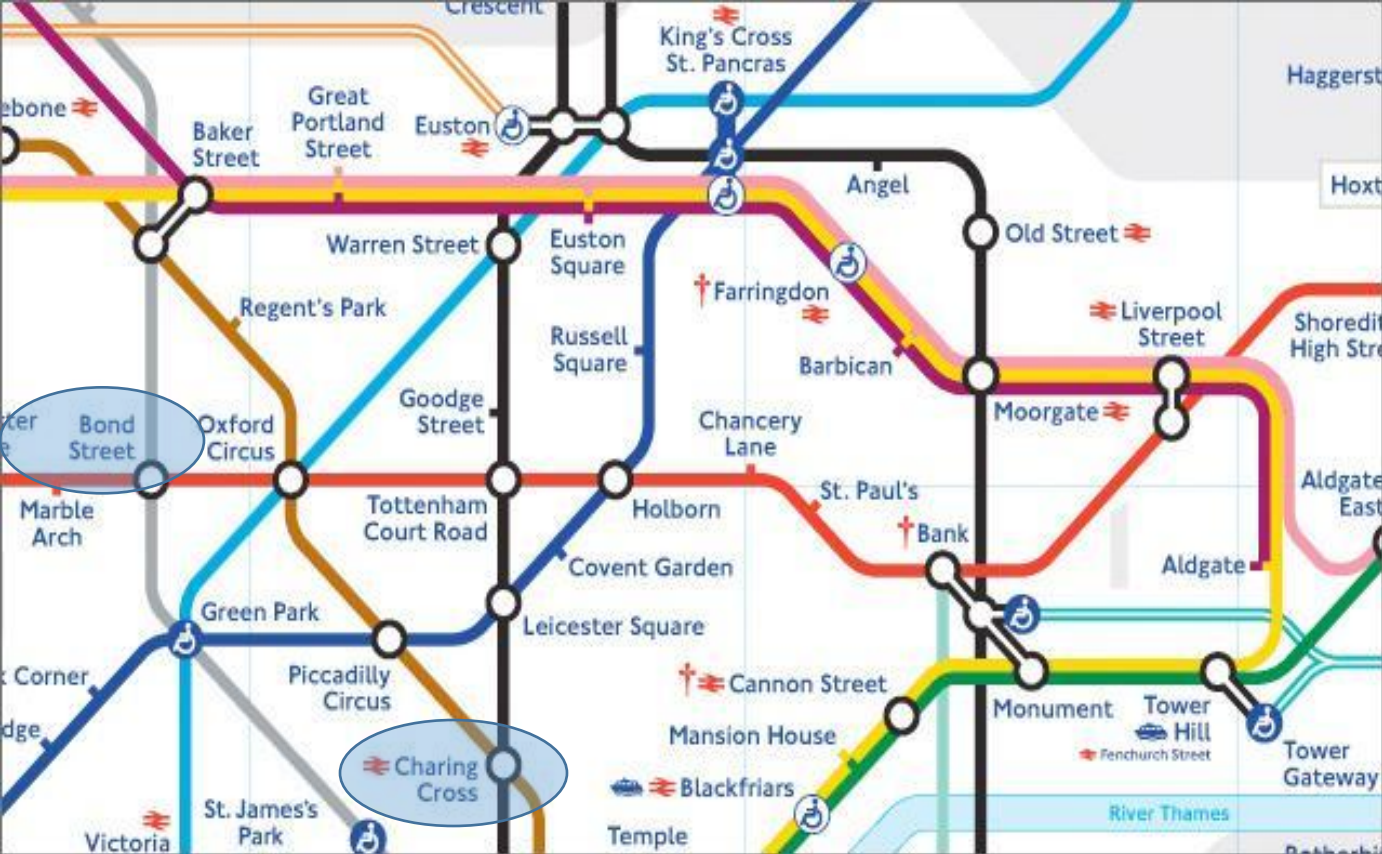 Crescent
King's Cross
St. Pancras
Haggerst
ebone
Great
Portland
Street
Baker
Street
Euston
Angel
Hoxt
Old Street
Warren Street
Euston
Square
Farringdon
Liverpool
Street
Regent's Park
Shoredit
High Stre
Russell
Square
Barbican
Goodge
Street
Moorgate
ter
e
Bond
Street
Oxford
Circus
Chancery
Lane
Marble
Arch
Tottenham
Court Road
Holborn
St. Paul's
Aldgate
East
Bank
Covent Garden
Aldgate
Green Park
Leicester Square
Corner
Piccadilly
Circus
Cannon Street
Monument
Tower
Hill
Fenchurch Street
dge
Mansion House
Tower
Gateway
Charing
Cross
Blackfriars
St. James's
Park
Victoria
Temple
River Thames